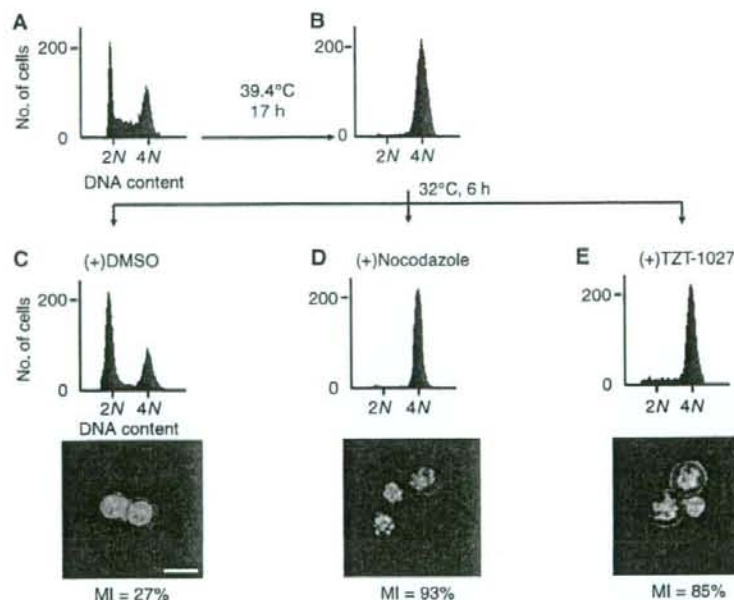 A
B
No. of cells
200
0
2N 4N
DNA content
39.4°C
17 h
200
0
2N 4N
32°C, 6 h
C (+)DMSO
D (+)Nocodazole
E (+)TZT-1027
No. of cells
200
0
2N 4N
DNA content
200
0
2N 4N
200
0
2N 4N
MI = 27%
MI = 93%
MI = 85%